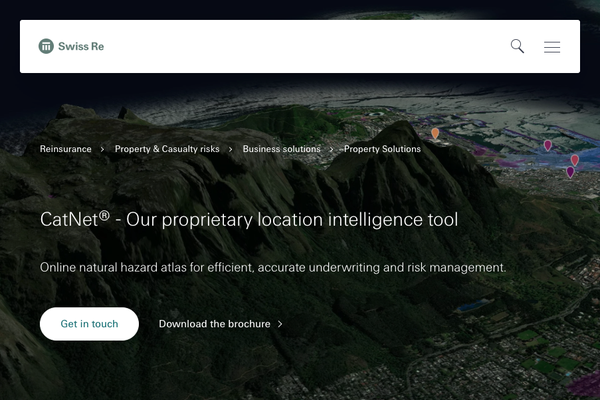 Swiss Re
Reinsurance > Property & Casualty risks > Business solutions > –Property Solutions
CatNet® - Our proprietary location intelligence tool
Online natural hazard atlas for efficient, accurate underwriting and risk management.
Get in touch
Download the brochure >